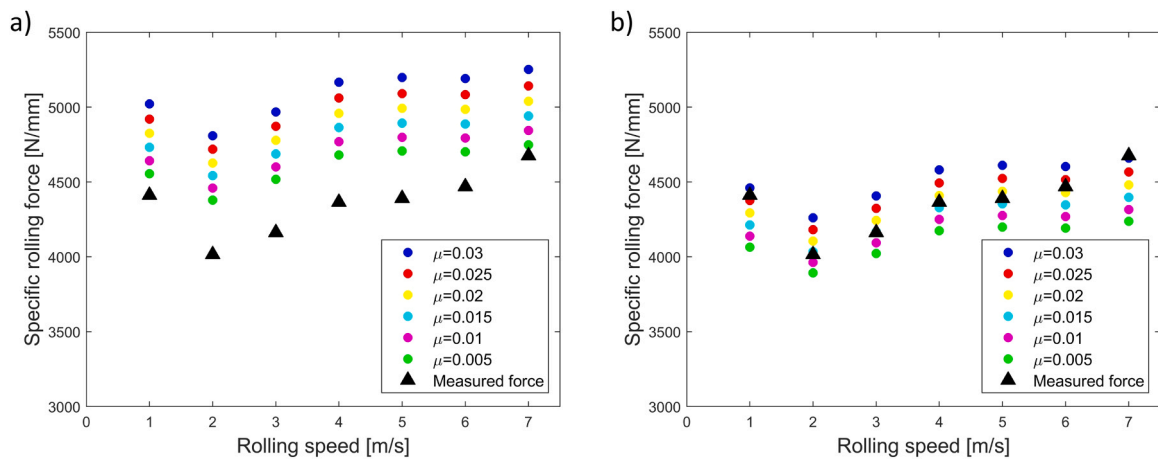 a)
5500
5000
4500
4000
3500
3000
Specific rolling force [N/mm]
0 1 2 3 4 5 6 7
Rolling speed [m/s]
μ=0.03
μ=0.025
μ=0.02
μ=0.015
μ=0.01
μ=0.005
Measured force
b)
5500
5000
4500
4000
3500
3000
Specific rolling force [N/mm]
0 1 2 3 4 5 6 7
Rolling speed [m/s]
μ=0.03
μ=0.025
μ=0.02
μ=0.015
μ=0.01
μ=0.005
Measured force